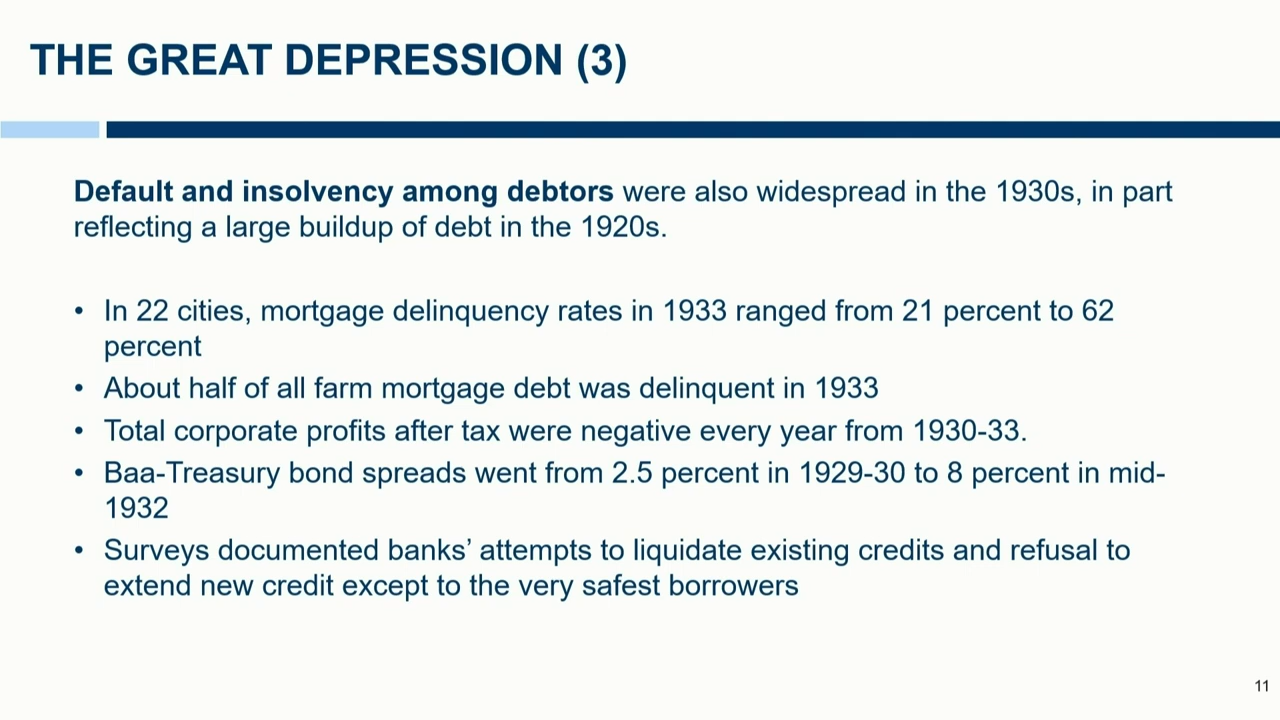 THE GREAT DEPRESSION (3)
Default and insolvency among debtors were also widespread in the 1930s, in part
reflecting a large buildup of debt in the 1920s.
• In 22 cities, mortgage delinquency rates in 1933 ranged from 21 percent to 62
percent
• About half of all farm mortgage debt was delinquent in 1933
• Total corporate profits after tax were negative every year from 1930-33.
• Baa-Treasury bond spreads went from 2.5 percent in 1929-30 to 8 percent in mid-
1932
• Surveys documented banks’ attempts to liquidate existing credits and refusal to
extend new credit except to the very safest borrowers
11